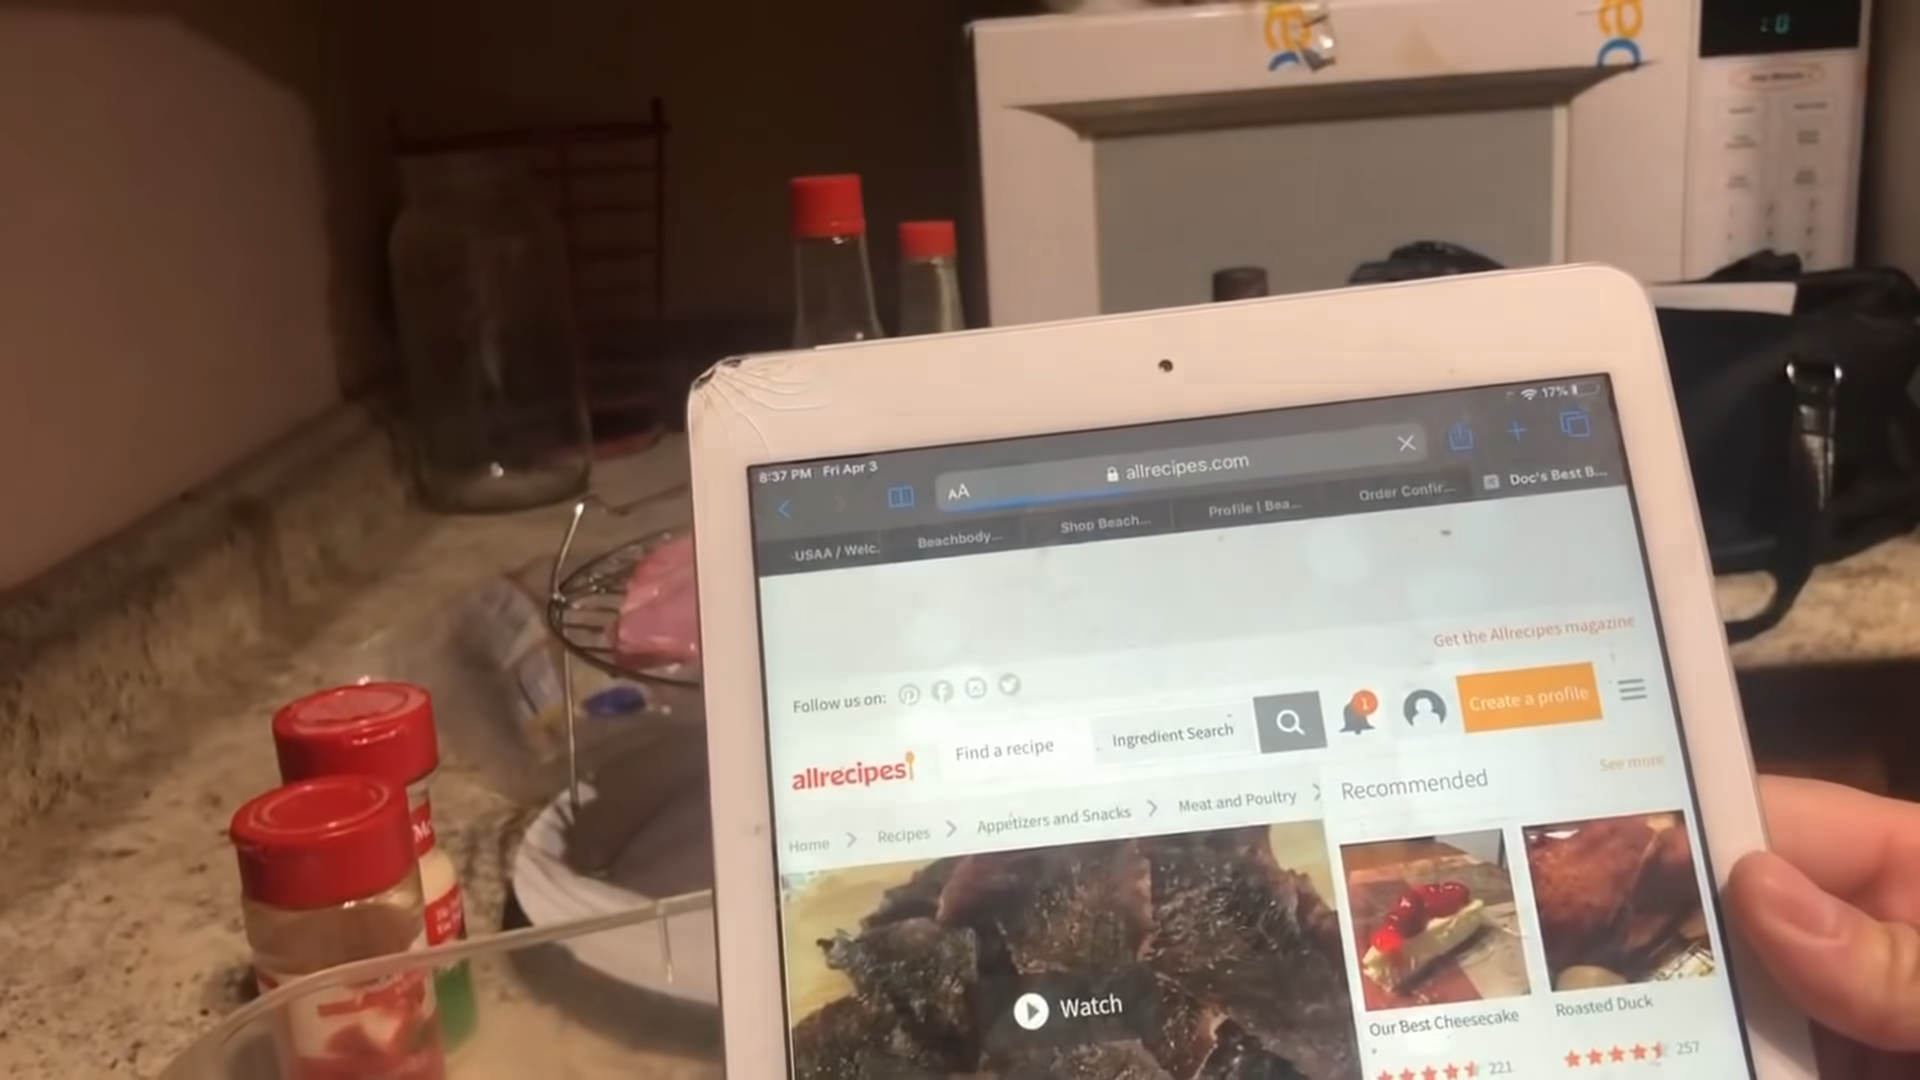 8:37 PM Fri Apr 3
17%
AA
allrecipes.com
USAA / Welc.
Beachbody...
Shop Beach...
Profile | Bea...
Order Confir...
Doc's Best B...
Get the Allrecipes magazine
Follow us on:
allrecipes
Find a recipe
Ingredient Search
1
Create a profile
Home
Recipes
Appetizers and Snacks
Meat and Poultry
Recommended
See more
Watch
Our Best Cheesecake
221
Roasted Duck
257